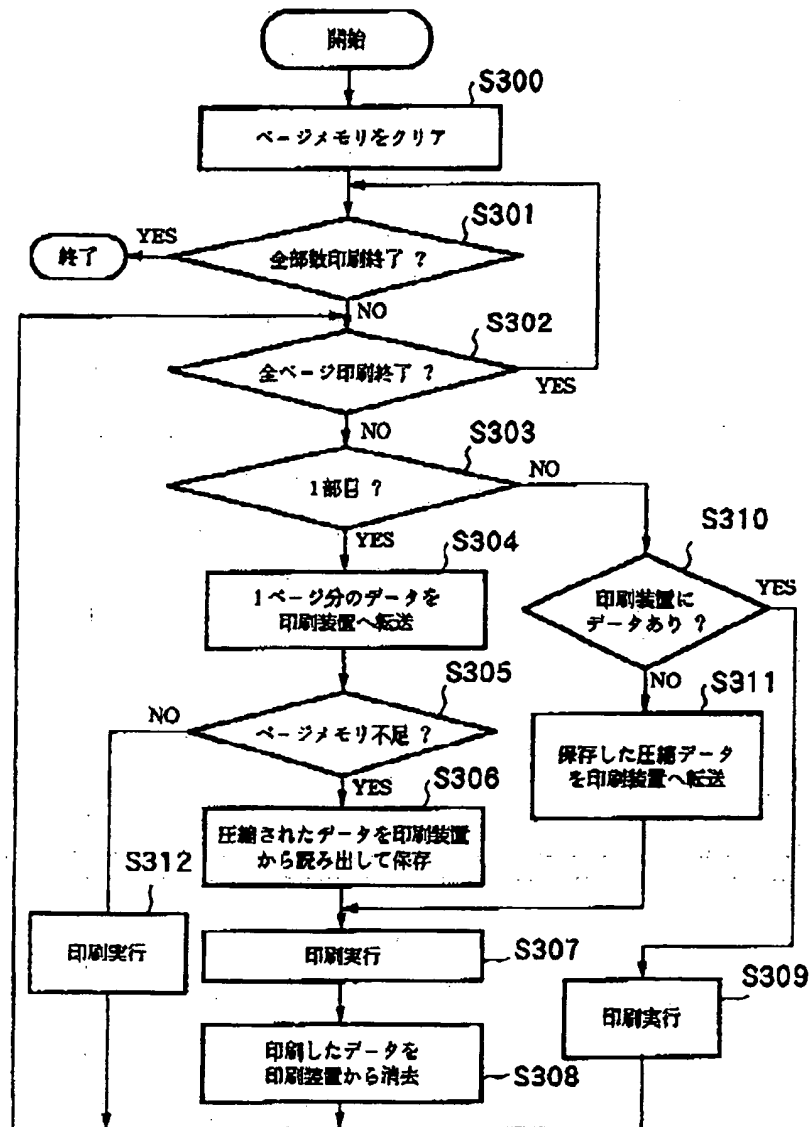 開始
S300
ページメモリをクリア
S301
全部数印刷終了?
YES
終了
NO
S302
全ページ印刷終了?
YES
NO
S303
1部目?
NO
YES
S304
1ページ分のデータを
印刷装置へ転送
S310
印刷装置に
データあり?
YES
NO
S305
ページメモリ不足?
NO
YES
S311
保存した圧縮データ
を印刷装置へ転送
S306
圧縮されたデータを印刷装置
から読み出して保存
S312
印刷実行
印刷実行
S307
S309
印刷実行
印刷したデータを
印刷装置から消去
S308